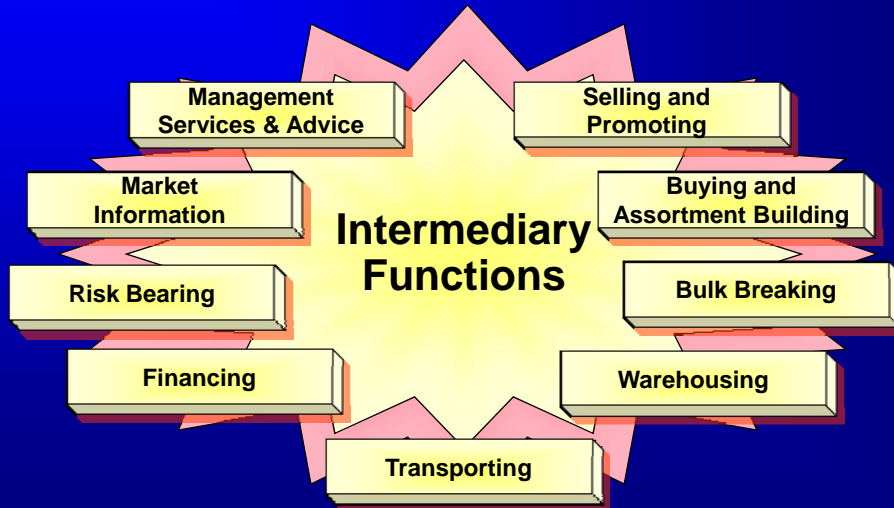 Management
Services & Advice
Selling and
Promoting
Market
Information
Buying and
Assortment Building
Intermediary
Functions
Risk Bearing
Bulk Breaking
Financing
Warehousing
Transporting